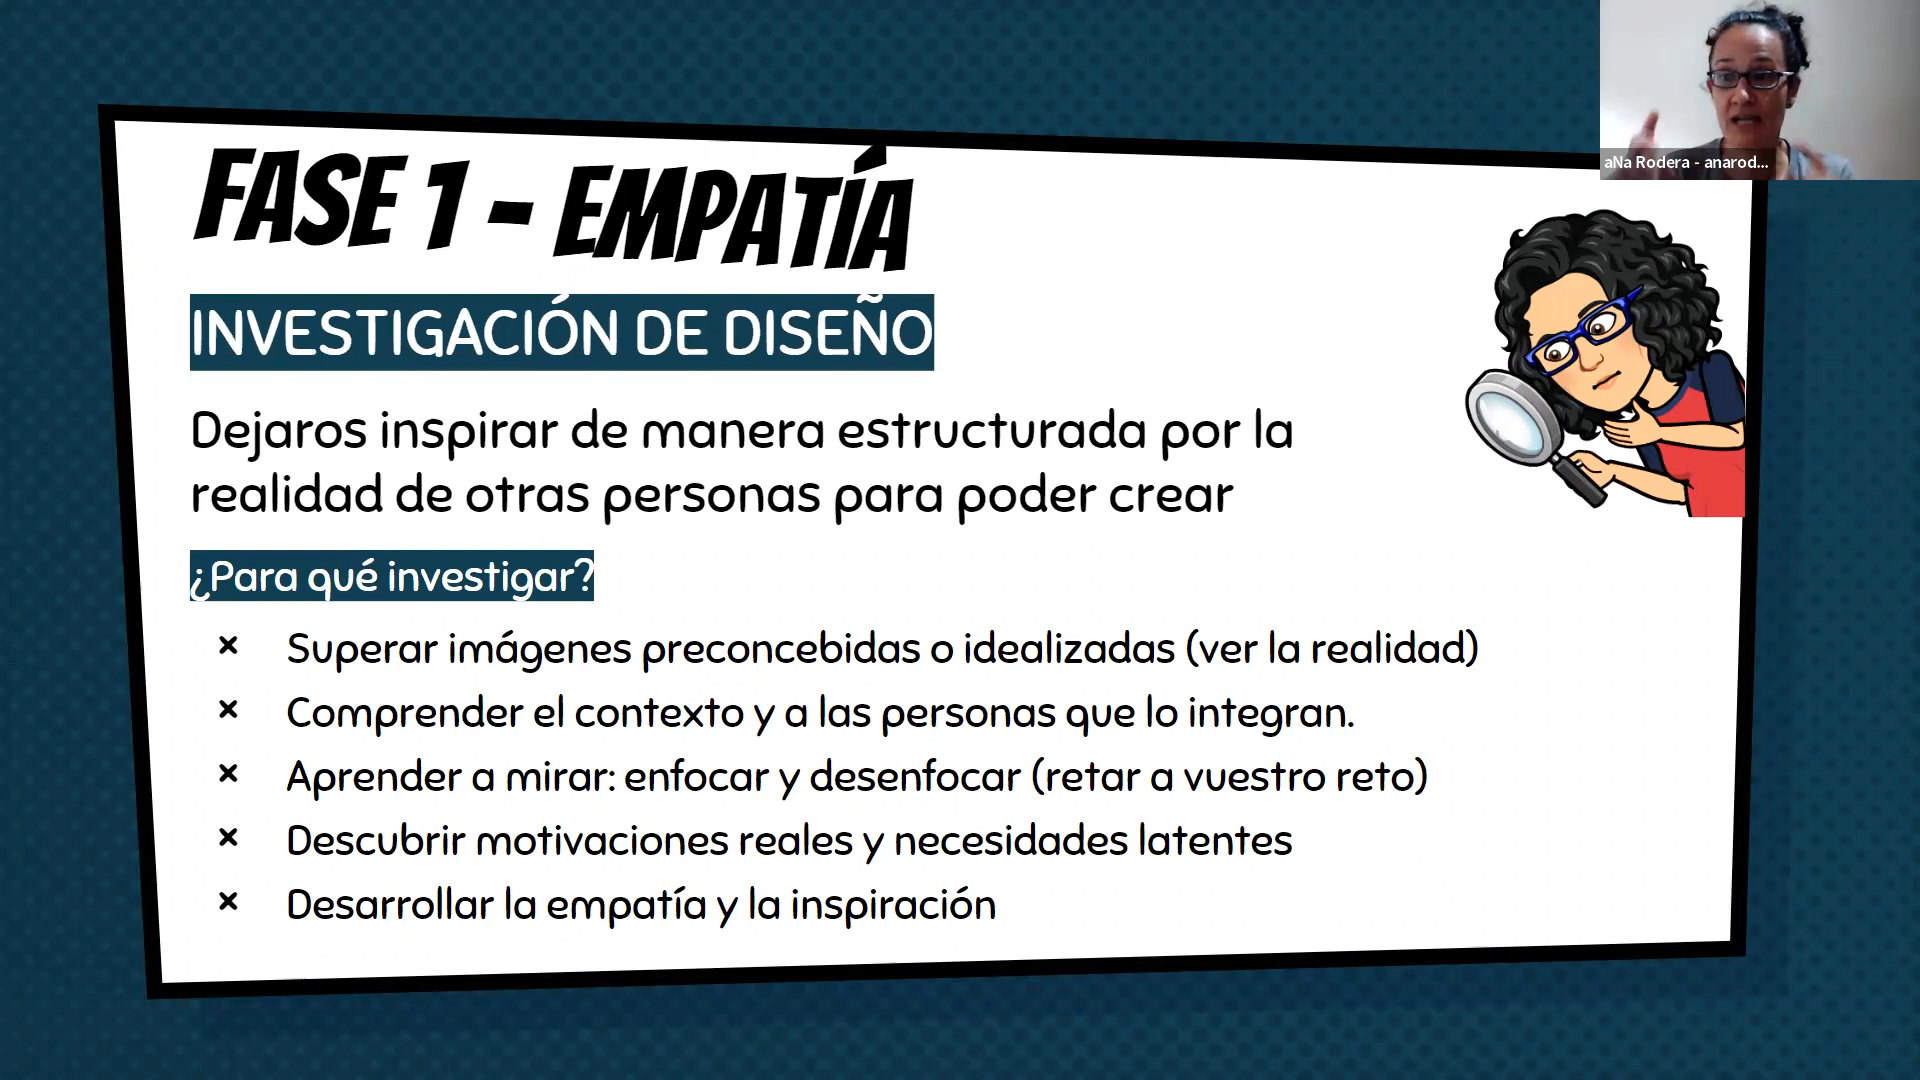 FASE 1 - EMPATÍA
INVESTIGACIÓN DE DISEÑO
Dejaros inspirar de manera estructurada por la
realidad de otras personas para poder crear
¿Para qué investigar?
× Superar imágenes preconcebidas o idealizadas (ver la realidad)
× Comprender el contexto y a las personas que lo integran.
× Aprender a mirar: enfocar y desenfocar (retar a vuestro reto)
× Descubrir motivaciones reales y necesidades latentes
× Desarrollar la empatía y la inspiración
aNa Rodera - anarod...